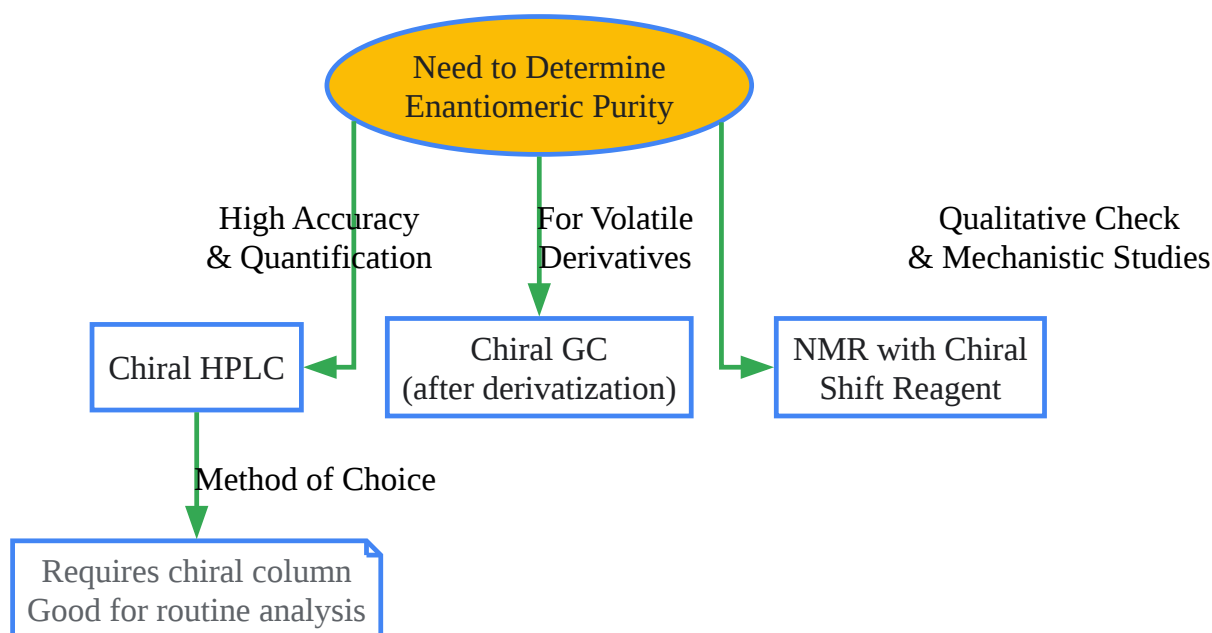 Need to Determine
Enantiomeric Purity
High Accuracy
& Quantification
For Volatile
Derivatives
Qualitative Check
& Mechanistic Studies
Chiral HPLC
Chiral GC
(after derivatization)
NMR with Chiral
Shift Reagent
Method of Choice
Requires chiral column
Good for routine analysis